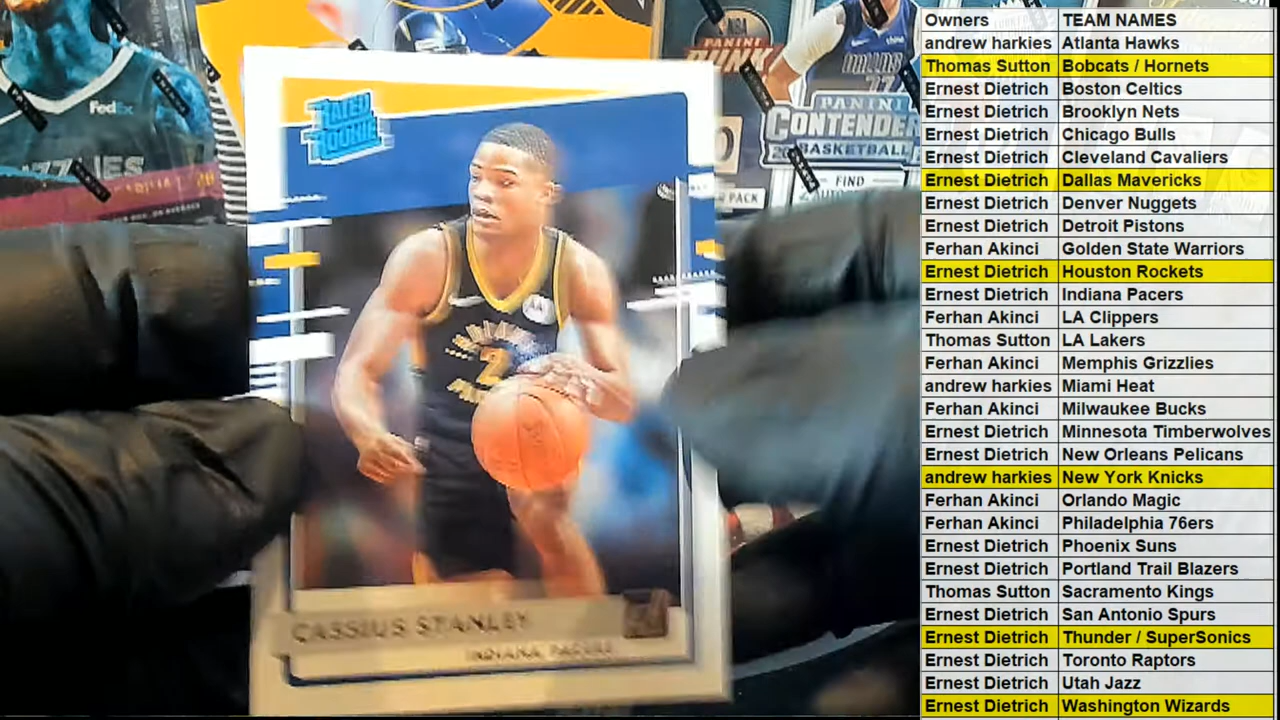 FedEx
RATED
ROOKIE
2
CASSIUS STANLEY
INDIANA PACERS
NBA
PANINI
DALLAS
77
PANINI
CONTENDERS
BASKETBALL
FIND
PACK
Owners TEAM NAMES
andrew harkies Atlanta Hawks
Thomas Sutton Bobcats / Hornets
Ernest Dietrich Boston Celtics
Ernest Dietrich Brooklyn Nets
Ernest Dietrich Chicago Bulls
Ernest Dietrich Cleveland Cavaliers
Ernest Dietrich Dallas Mavericks
Ernest Dietrich Denver Nuggets
Ernest Dietrich Detroit Pistons
Ferhan Akinci Golden State Warriors
Ernest Dietrich Houston Rockets
Ernest Dietrich Indiana Pacers
Ferhan Akinci LA Clippers
Thomas Sutton LA Lakers
Ferhan Akinci Memphis Grizzlies
andrew harkies Miami Heat
Ferhan Akinci Milwaukee Bucks
Ernest Dietrich Minnesota Timberwolves
Ernest Dietrich New Orleans Pelicans
andrew harkies New York Knicks
Ferhan Akinci Orlando Magic
Ferhan Akinci Philadelphia 76ers
Ernest Dietrich Phoenix Suns
Ernest Dietrich Portland Trail Blazers
Thomas Sutton Sacramento Kings
Ernest Dietrich San Antonio Spurs
Ernest Dietrich Thunder / SuperSonics
Ernest Dietrich Toronto Raptors
Ernest Dietrich Utah Jazz
Ernest Dietrich Washington Wizards